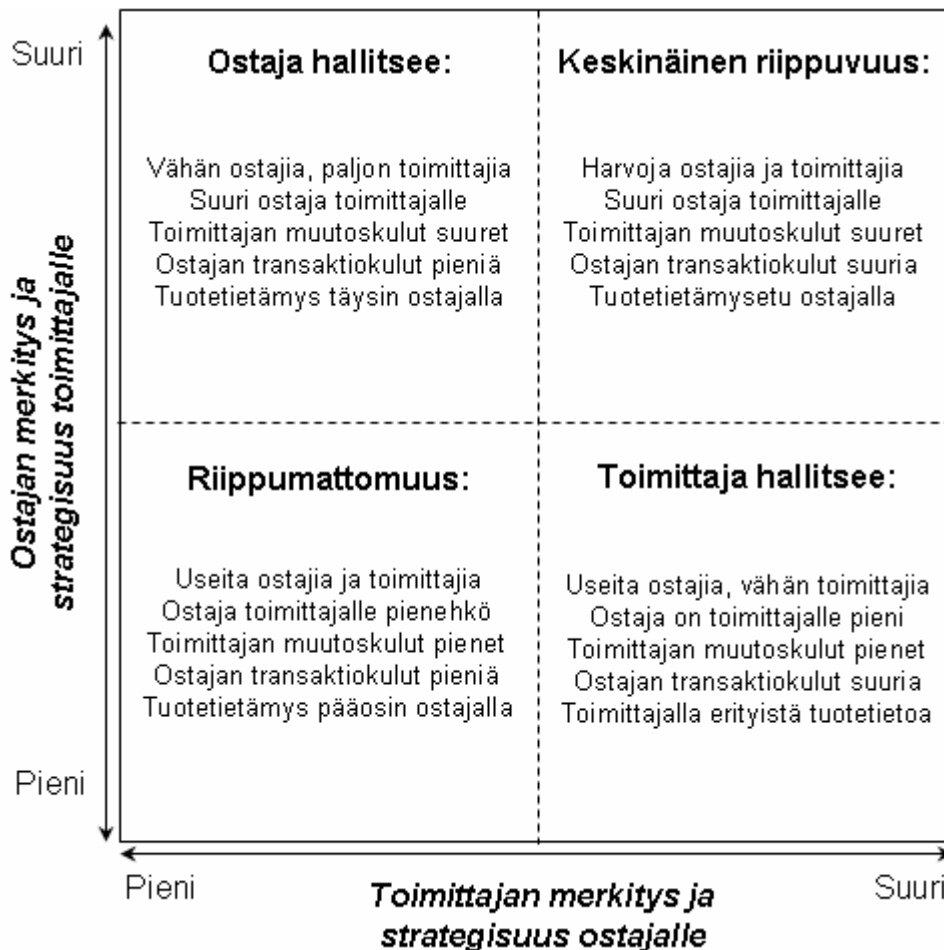 Suuri
Ostaja hallitsee:
Vähän ostajia, paljon toimittajia
Suuri ostaja toimittajalle
Toimittajan muutoskulut suuret
Ostajan transaktiokulut pieniä
Tuotetietämys täysin ostajalla
Keskinäinen riippuvuus:
Harvoja ostajia ja toimittajia
Suuri ostaja toimittajalle
Toimittajan muutoskulut suuret
Ostajan transaktiokulut suuria
Tuotetietämysetu ostajalla
Ostajan merkitys ja
strategisuus toimittajalle
Riippumattomuus:
Useita ostajia ja toimittajia
Ostaja toimittajalle pienehkö
Toimittajan muutoskulut pienet
Ostajan transaktiokulut pieniä
Tuotetietämys pääosin ostajalla
Toimittaja hallitsee:
Useita ostajia, vähän toimittajia
Ostaja on toimittajalle pieni
Toimittajan muutoskulut pienet
Ostajan transaktiokulut suuria
Toimittajalla erityistä tuotetietoa
Pieni
Pieni
Toimittajan merkitys ja
strategisuus ostajalle
Suuri